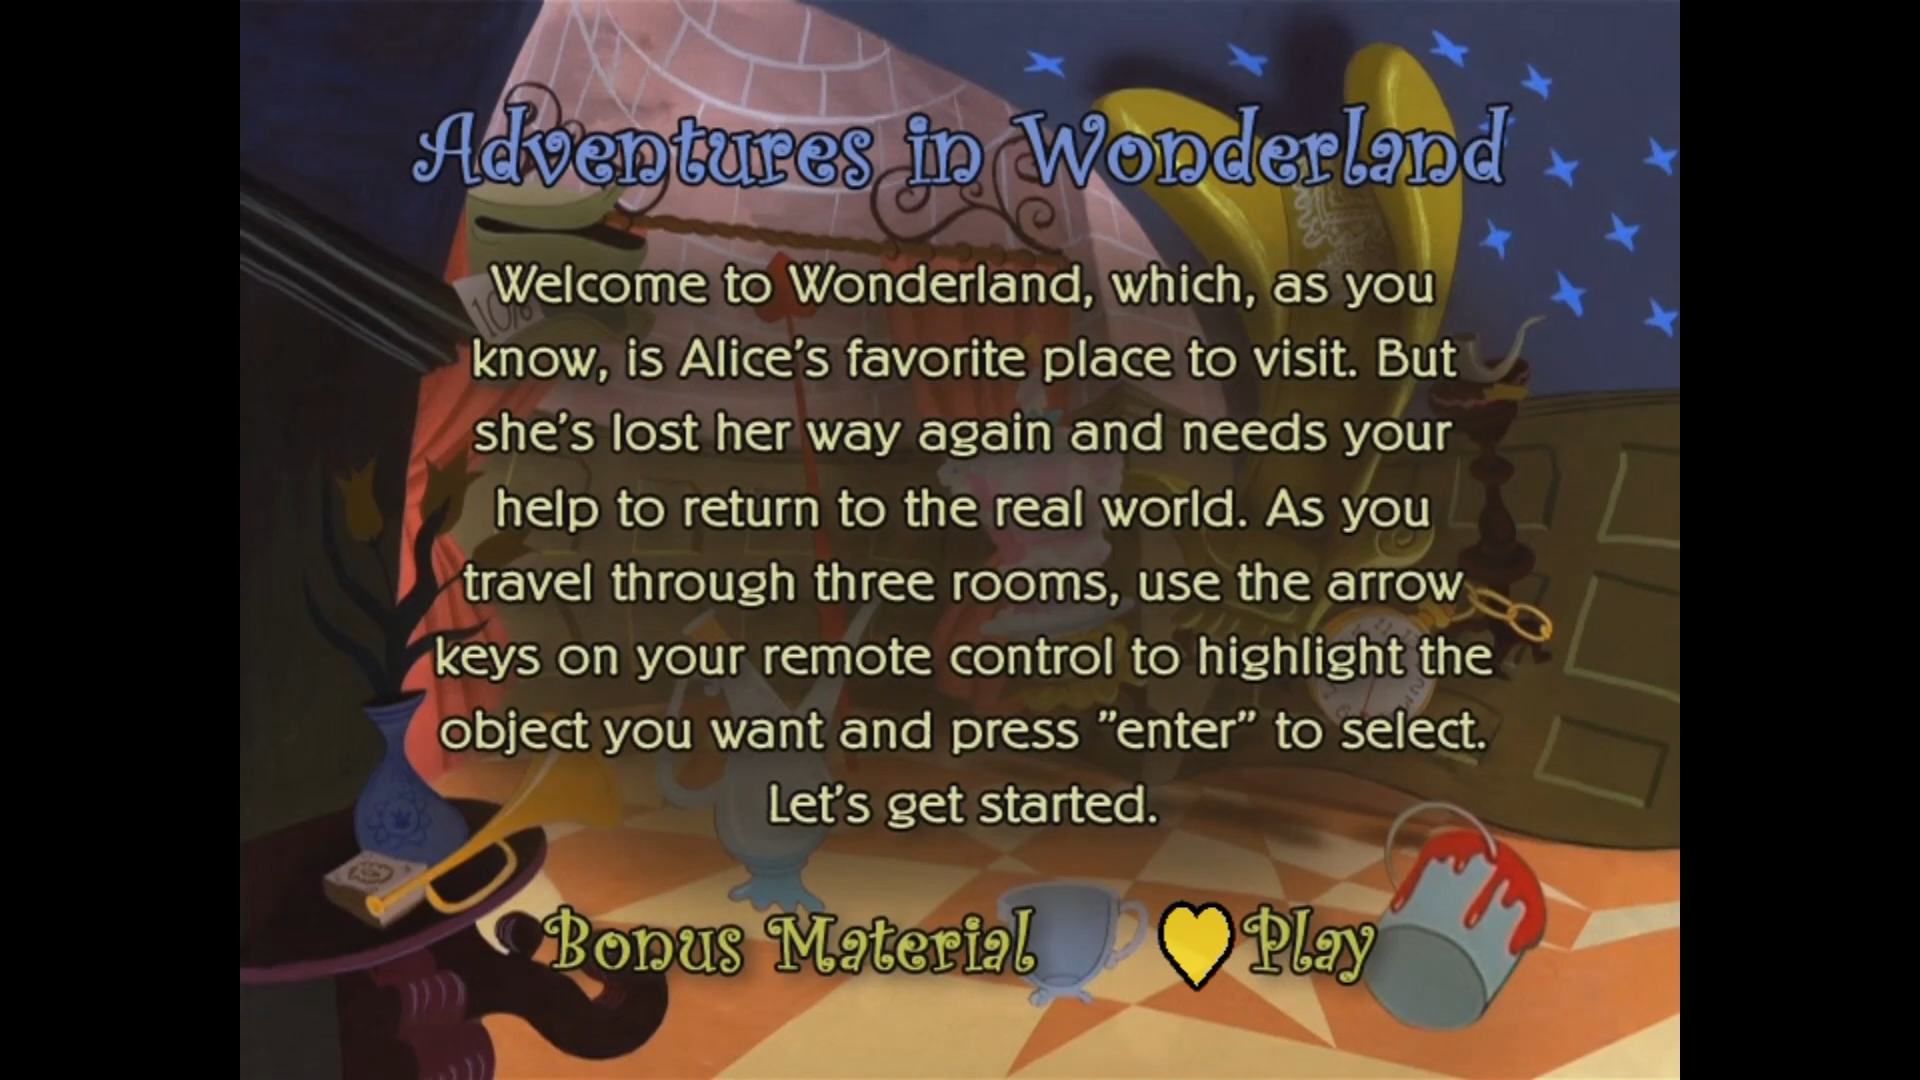 Adventures in Wonderland
Welcome to Wonderland, which, as you
know, is Alice's favorite place to visit. But
she's lost her way again and needs your
help to return to the real world. As you
travel through three rooms, use the arrow
keys on your remote control to highlight the
object you want and press "enter" to select.
Let's get started.
Bonus Material
Play